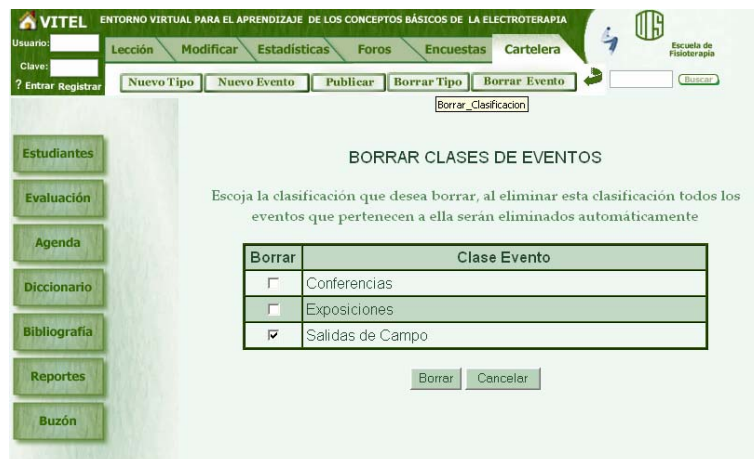 VITEL ENTORNO VIRTUAL PARA EL APRENDIZAJE DE LOS CONCEPTOS BÁSICOS DE LA ELECTROTERAPIA
Usuario:
Clave:
? Entrar Registrar
Lección Modificar Estadísticas Foros Encuestas Cartelera
Nuevo Tipo Nuevo Evento Publicar Borrar Tipo Borrar Evento
UIS
Escuela de
Fisioterapia
Buscar
Borrar_Clasificacion
Estudiantes
Evaluación
Agenda
Diccionario
Bibliografía
Reportes
Buzón
BORRAR CLASES DE EVENTOS
Escoja la clasificación que desea borrar, al eliminar esta clasificación todos los
eventos que pertenecen a ella serán eliminados automáticamente
Borrar Clase Evento
Conferencias
Exposiciones
Salidas de Campo
Borrar Cancelar